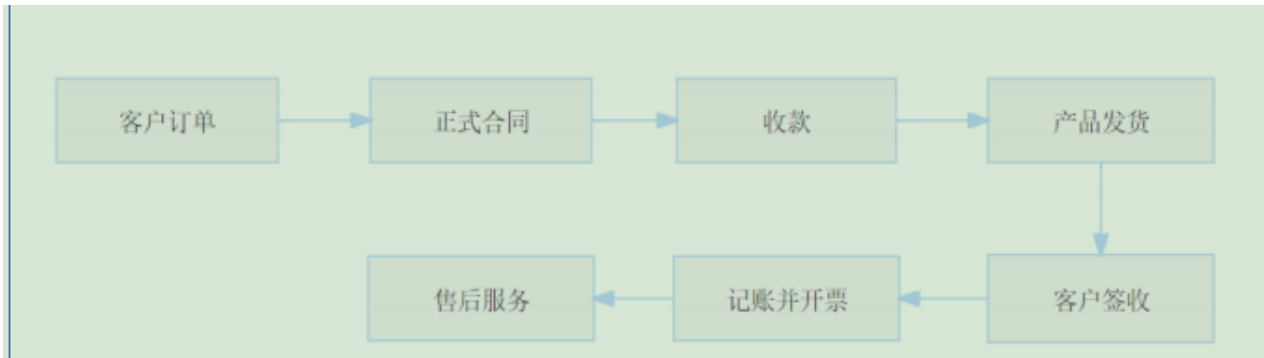 客户订单
正式合同
收款
产品发货
客户签收
记账并开票
售后服务